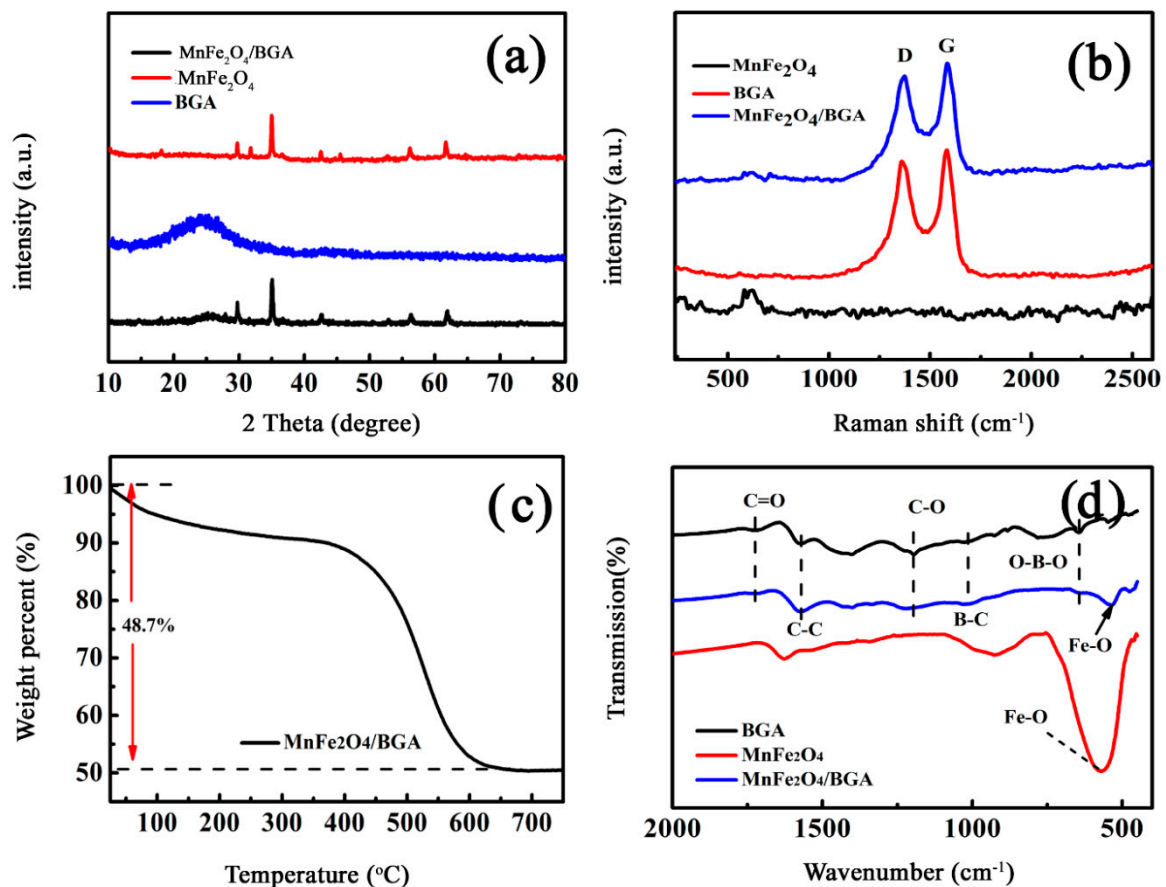 (a)
MnFe₂O₄/BGA
MnFe₂O₄
BGA
intensity (a.u.)
10 20 30 40 50 60 70 80
2 Theta (degree)
(b)
D G
MnFe₂O₄
BGA
MnFe₂O₄/BGA
intensity (a.u.)
500 1000 1500 2000 2500
Raman shift (cm⁻¹)
(c)
100
90
80
70
60
50
48.7%
MnFe2O4/BGA
Weight percent (%)
100 200 300 400 500 600 700
Temperature (°C)
(d)
C=O
C-O
O-B-O
C-C
B-C
Fe-O
Fe-O
BGA
MnFe₂O₄
MnFe₂O₄/BGA
Transmission(%)
2000 1500 1000 500
Wavenumber (cm⁻¹)